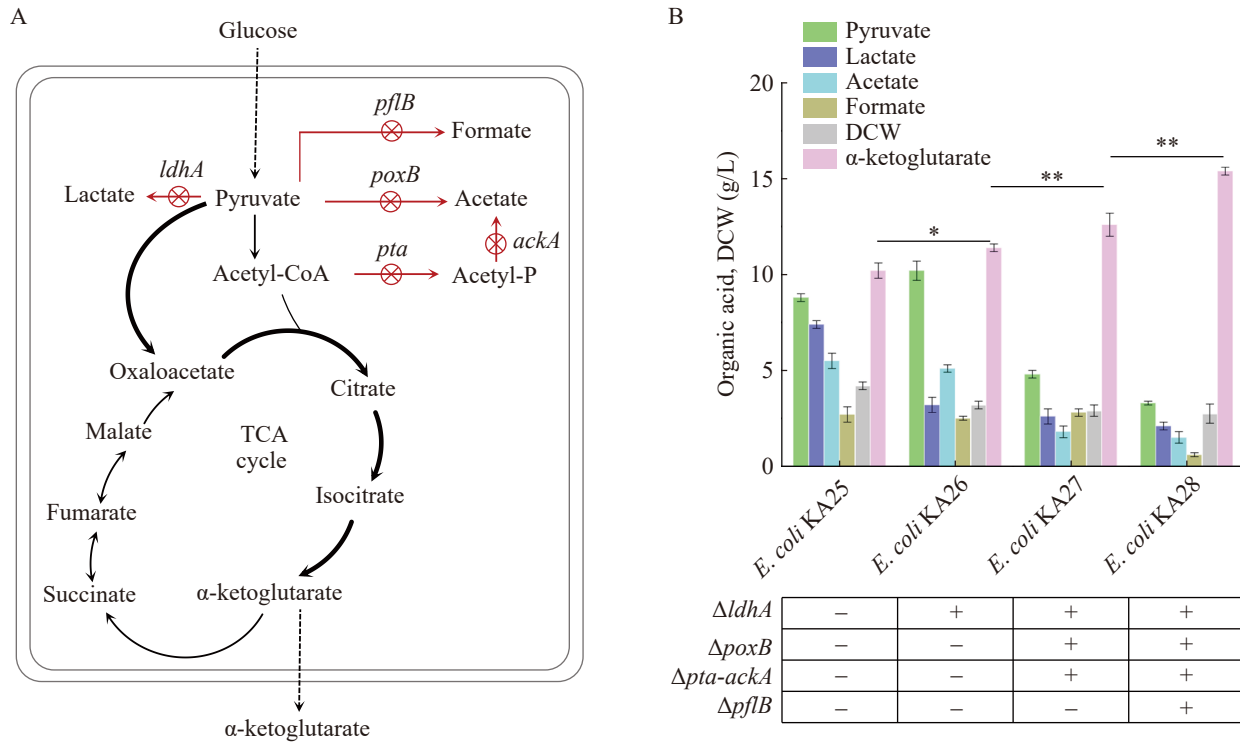 A
Glucose
pflB
Formate
ldhA
poxB
Lactate
Pyruvate
Acetate
pta
ackA
Acetyl-CoA
Acetyl-P
Oxaloacetate
Citrate
Malate
TCA
cycle
Isocitrate
Fumarate
Succinate
α-ketoglutarate
α-ketoglutarate
B
Pyruvate
Lactate
Acetate
Formate
DCW
α-ketoglutarate
Organic acid, DCW (g/L)
20
15
10
5
0
*
**
**
E. coli KA25
E. coli KA26
E. coli KA27
E. coli KA28
ΔldhA – + + +
ΔpoxB – – + +
Δpta-ackA – – + +
ΔpflB – – – +